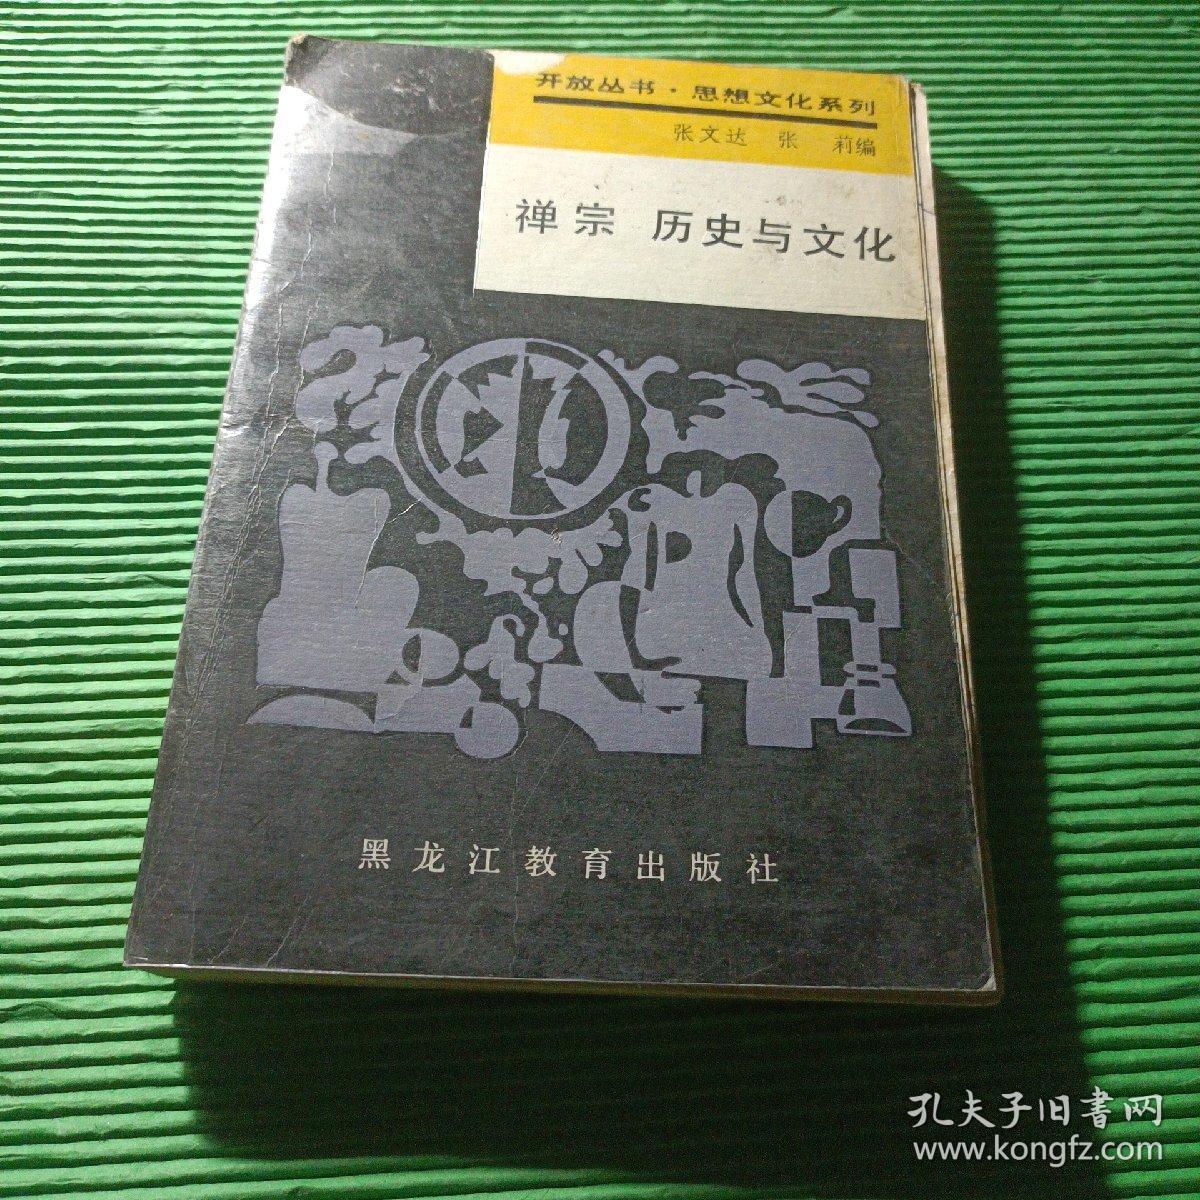 开放丛书·思想文化系列
张文达 张 莉编
禅宗 历史与文化
黑龙江教育出版社
孔夫子旧书网
www.kongfz.com